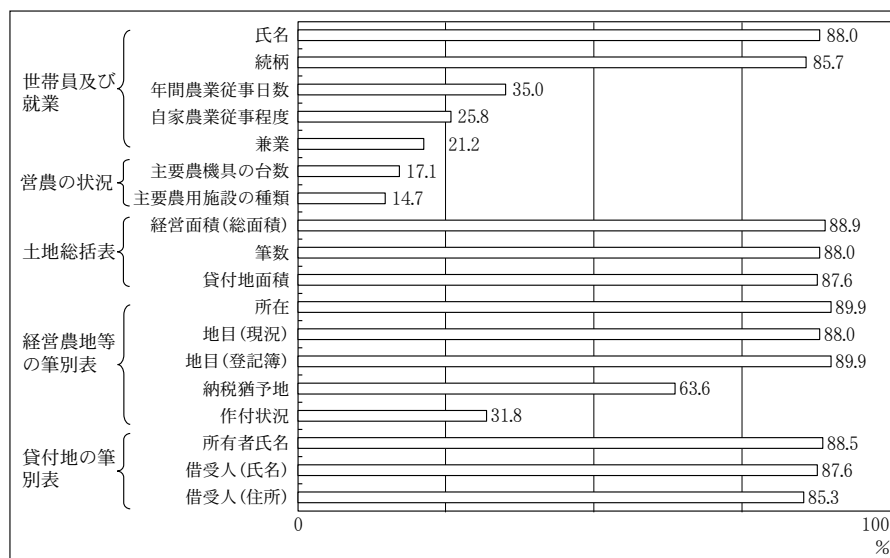 世帯員及び
就業
氏名
88.0
続柄
85.7
年間農業従事日数
35.0
自家農業従事程度
25.8
兼業
21.2
営農の状況
主要農機具の台数
17.1
主要農用施設の種類
14.7
土地総括表
経営面積(総面積)
88.9
筆数
88.0
貸付地面積
87.6
経営農地等
の筆別表
所在
89.9
地目(現況)
88.0
地目(登記簿)
89.9
納税猶予地
63.6
作付状況
31.8
貸付地の筆
別表
所有者氏名
88.5
借受人(氏名)
87.6
借受人(住所)
85.3
0
100
%